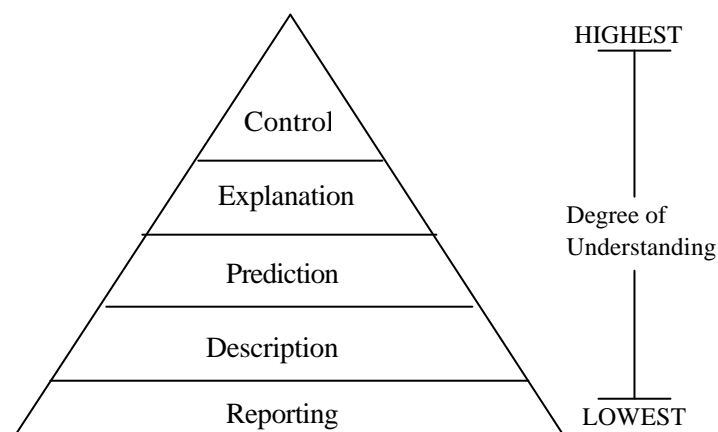 HIGHEST
Control
Explanation
Degree of
Understanding
Prediction
Description
Reporting
LOWEST